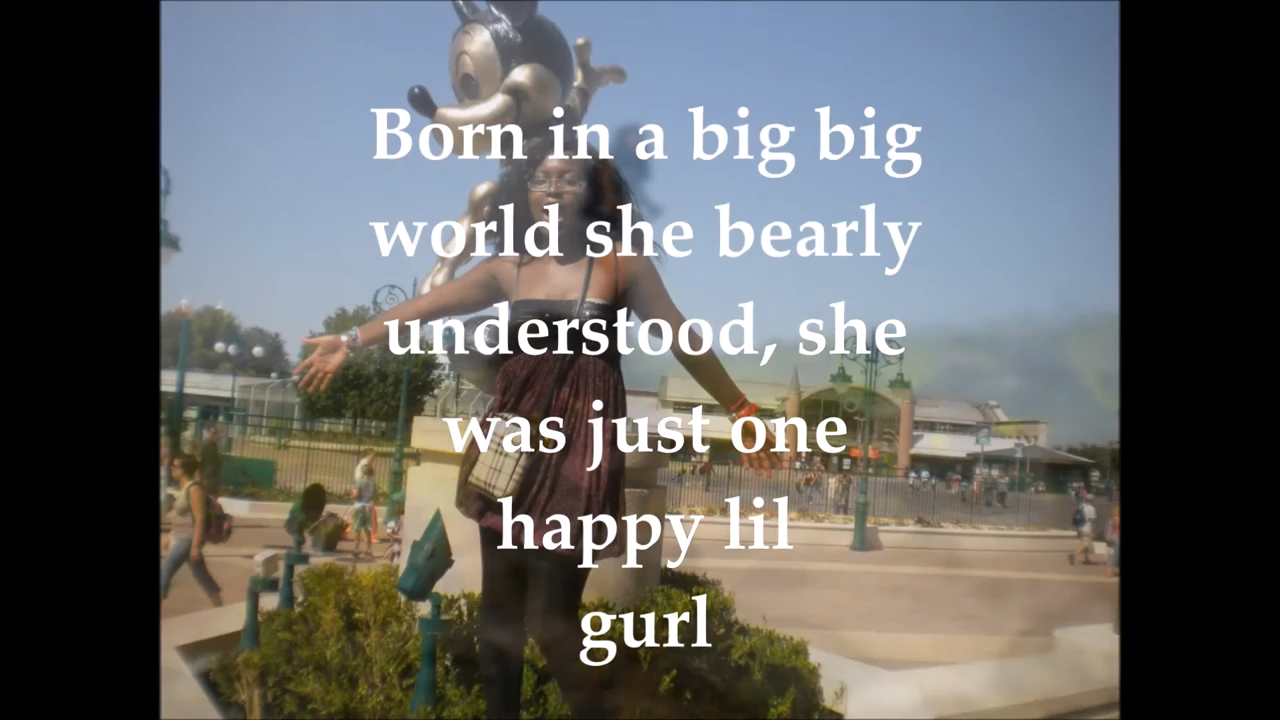 Born in a big big
world she bearly
understood, she
was just one
happy lil
gurl